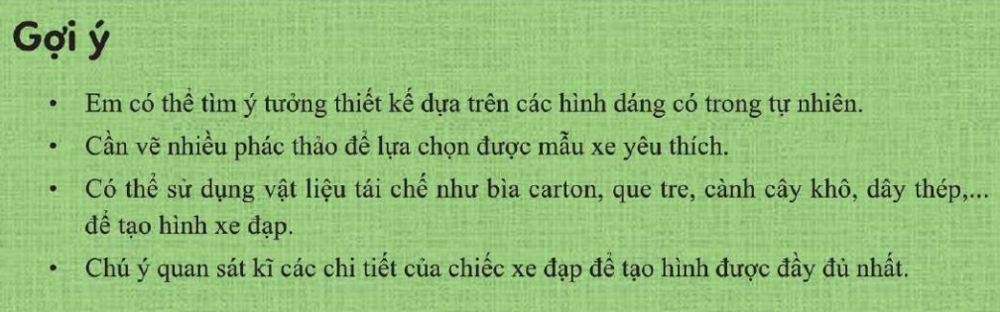 Gợi ý
• Em có thể tìm ý tưởng thiết kế dựa trên các hình dáng có trong tự nhiên.
• Cần vẽ nhiều phác thảo để lựa chọn được mẫu xe yêu thích.
• Có thể sử dụng vật liệu tái chế như bìa carton, que tre, cành cây khô, dây thép,...
để tạo hình xe đạp.
• Chú ý quan sát kĩ các chi tiết của chiếc xe đạp để tạo hình được đầy đủ nhất.